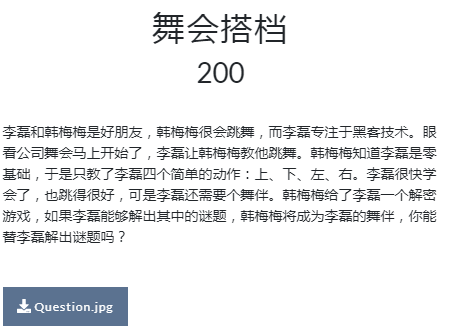 舞会搭档
200
李磊和韩梅梅是好朋友，韩梅梅很会跳舞，而李磊专注于黑客技术。眼
看公司舞会马上开始了，李磊让韩梅梅教他跳舞。韩梅梅知道李磊是零
基础，于是只教了李磊四个简单的动作：上、下、左、右。李磊很快学
会了，也跳得很好，可是李磊还需要个舞伴。韩梅梅给了李磊一个解密
游戏，如果李磊能够解出其中的谜题，韩梅梅将成为李磊的舞伴，你能
替李磊解出谜题吗？
Question.jpg